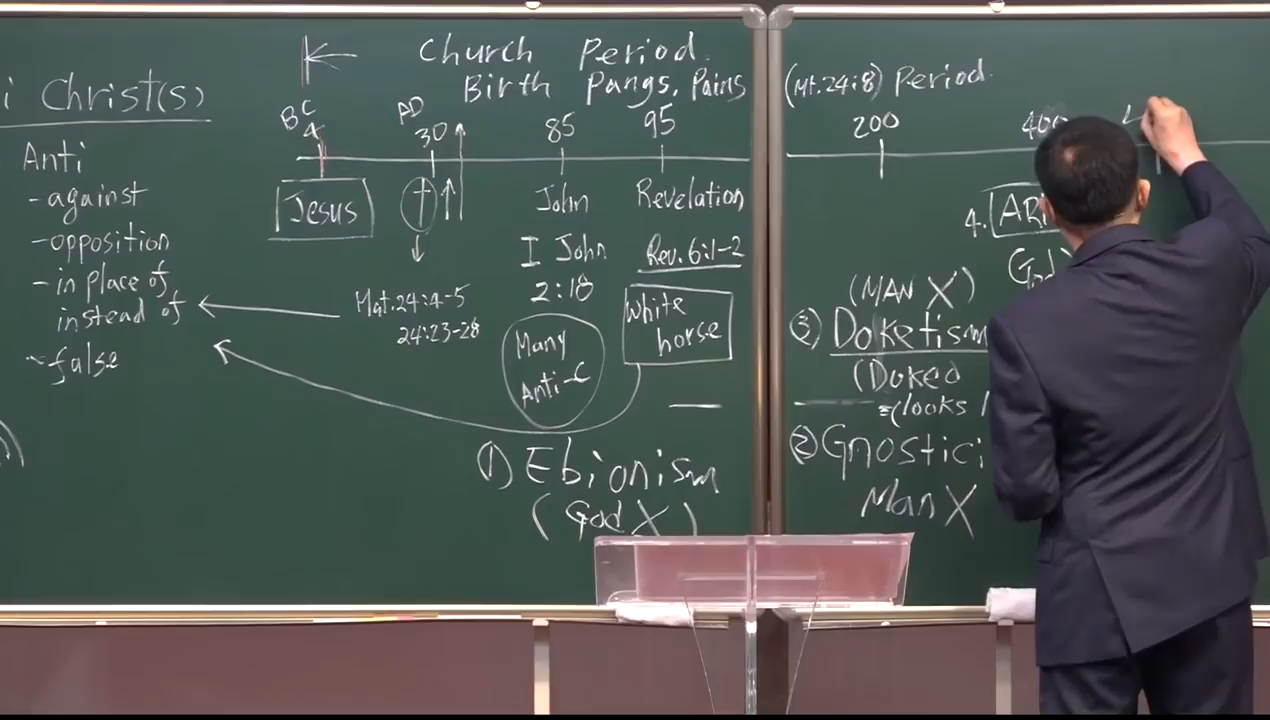 i Christ(s)
Anti
-against
-opposition
-in place of
instead of
-false
Church Period.
Birth Pangs, Pains
(Mt. 24:8) Period.
BC
4
AD
30
85
95
200
400
Jesus
John
I John
2:18
Many
Anti-C
Revelation
Rev. 6:1-2
White
horse
Mat. 24:4-5
24:23-28
1) Ebionism
(God X)
4.
(MAN X)
③ Doketism
(Dokeo
=(looks
② Gnostici
Man X